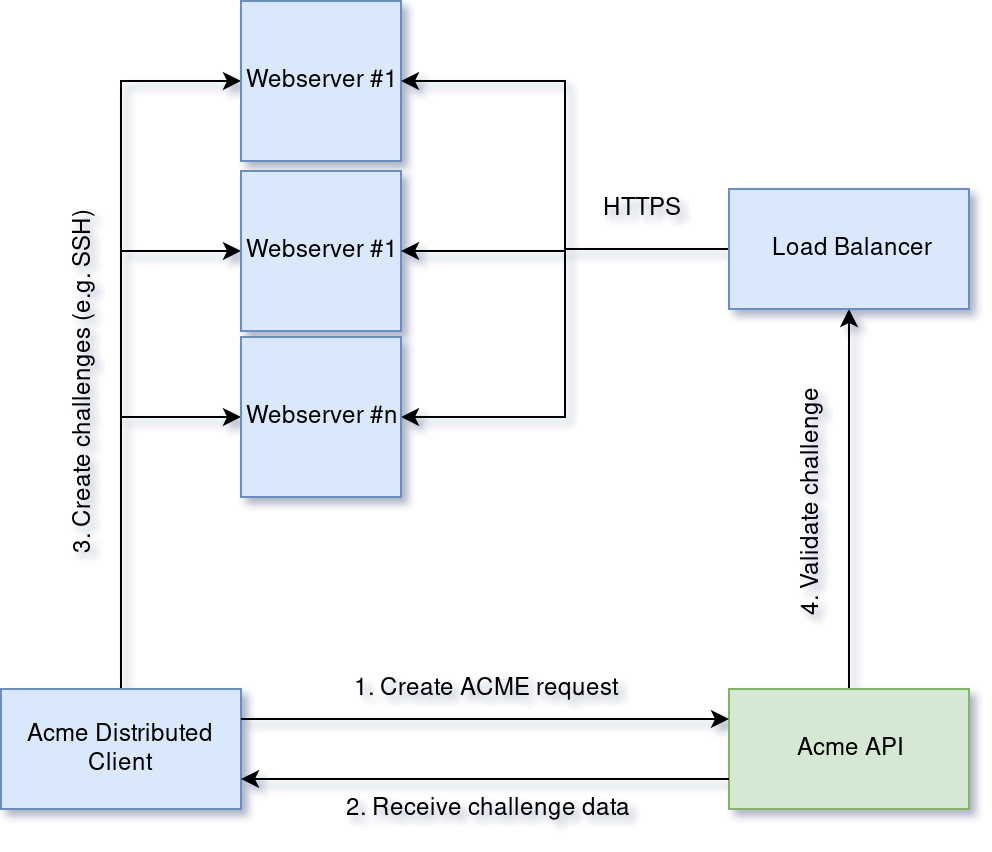 Webserver #1
Webserver #1
Webserver #n
HTTPS
Load Balancer
3. Create challenges (e.g. SSH)
4. Validate challenge
1. Create ACME request
Acme Distributed
Client
Acme API
2. Receive challenge data